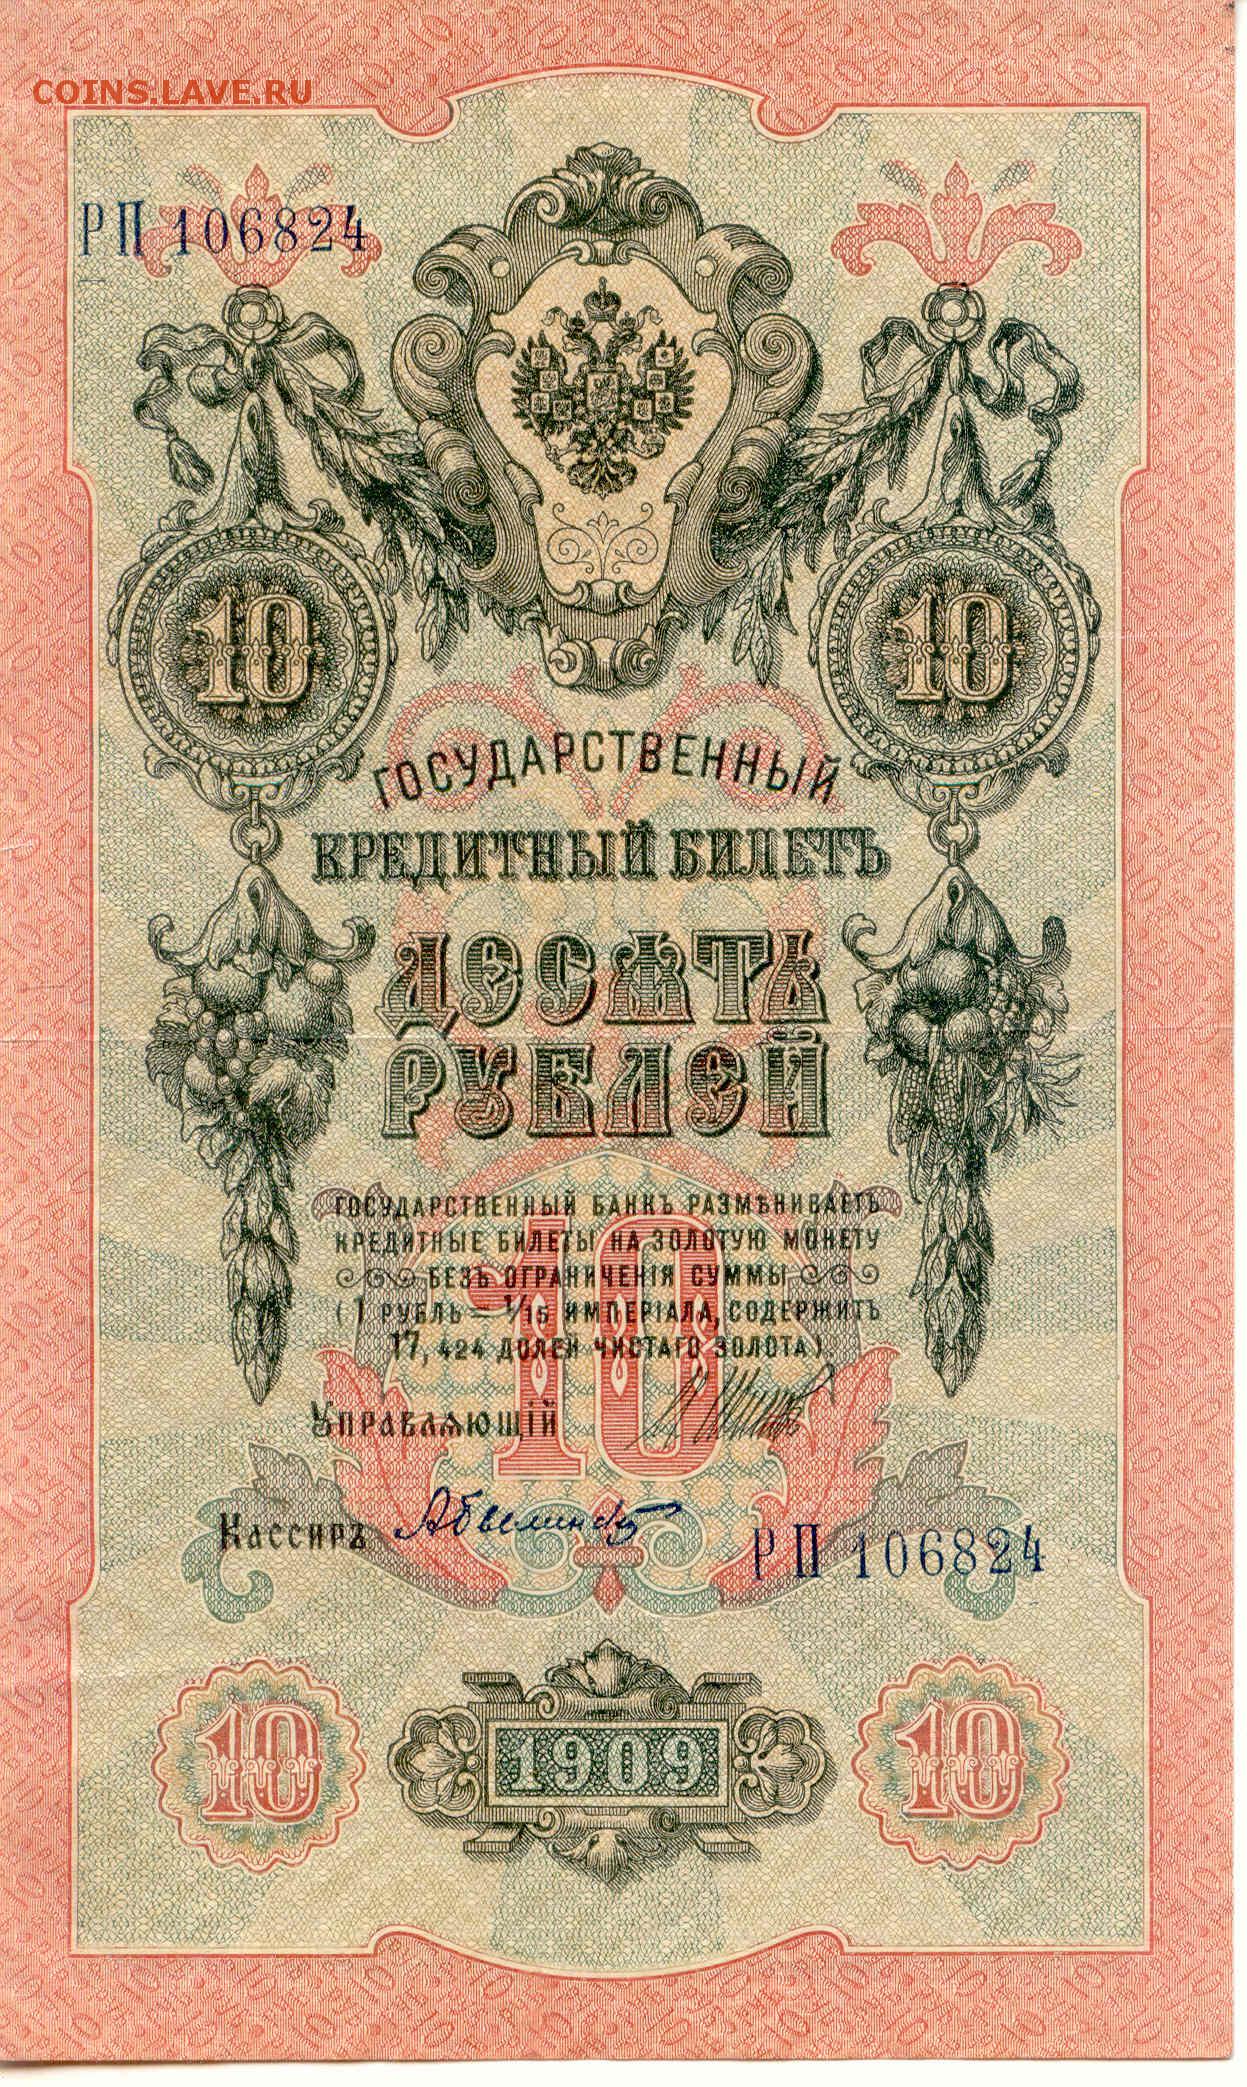 COINS.LAVE.RU
РП 106824
10 10
ГОСУДАРСТВЕННЫЙ
КРЕДИТНЫЙ БИЛЕТЪ
ДЕСѦТЬ
РУБЛЕЙ
ГОСУДАРСТВЕННЫЙ БАНКЪ РАЗМѢНИВАЕТЪ
КРЕДИТНЫЕ БИЛЕТЫ НА ЗОЛОТУЮ МОНЕТУ
БЕЗЪ ОГРАНИЧЕНІЯ СУММЫ
(1 РУБЛЬ = 1/15 ИМПЕРІАЛА, СОДЕРЖИТЪ
17,424 ДОЛЕЙ ЧИСТАГО ЗОЛОТА).
10
УПРАВЛѦЮЩІЙ
Кассиръ
РП 106824
10 1909 10